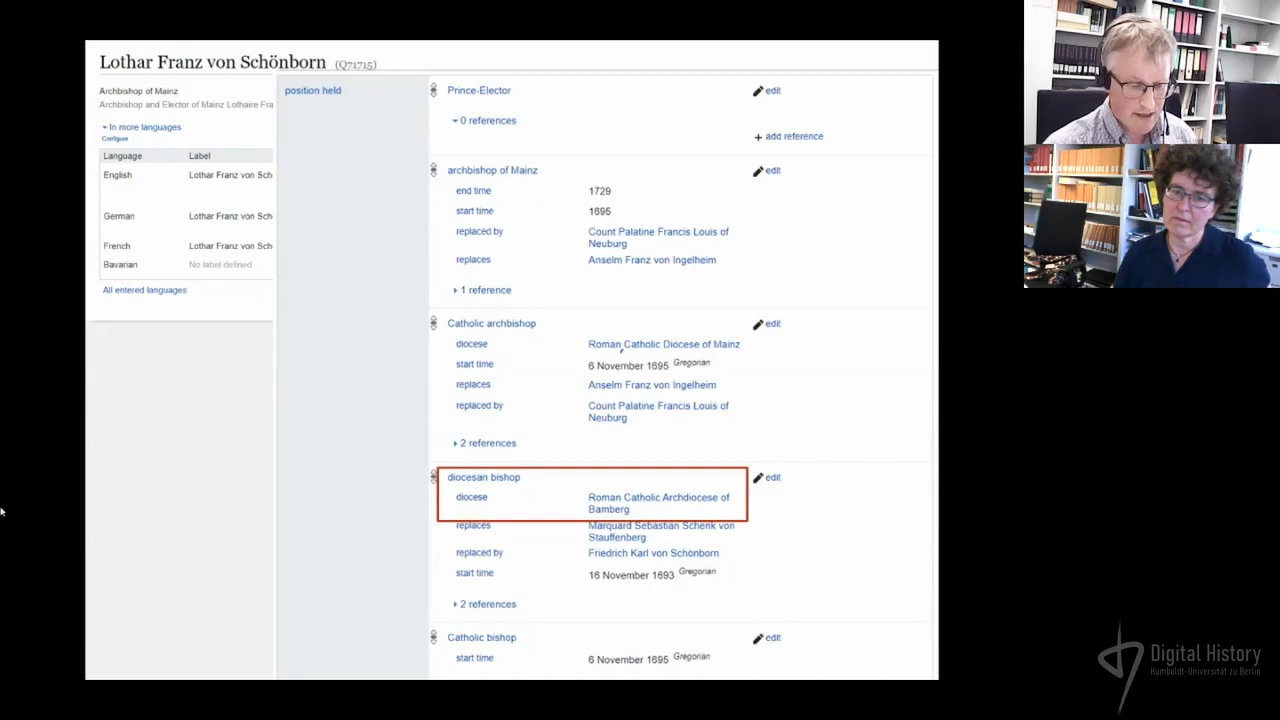 Lothar Franz von Schönborn (Q71715)
Archbishop of Mainz
Archbishop and Elector of Mainz Lothaire Fra
In more languages
Configure
Language Label
English Lothar Franz von Sch
German Lothar Franz von Sch
French Lothar Franz von Sch
Bavarian No label defined
All entered languages
position held
Prince-Elector edit
0 references
+ add reference
archbishop of Mainz edit
end time 1729
start time 1695
replaced by Count Palatine Francis Louis of
Neuburg
replaces Anselm Franz von Ingelheim
1 reference
Catholic archbishop edit
diocese Roman Catholic Diocese of Mainz
start time 6 November 1695 Gregorian
replaces Anselm Franz von Ingelheim
replaced by Count Palatine Francis Louis of
Neuburg
2 references
diocesan bishop edit
diocese Roman Catholic Archdiocese of
Bamberg
replaces Marquard Sebastian Schenk von
Stauffenberg
replaced by Friedrich Karl von Schönborn
start time 16 November 1693 Gregorian
2 references
Catholic bishop edit
start time 6 November 1695 Gregorian
Digital History
Humboldt-Universität zu Berlin